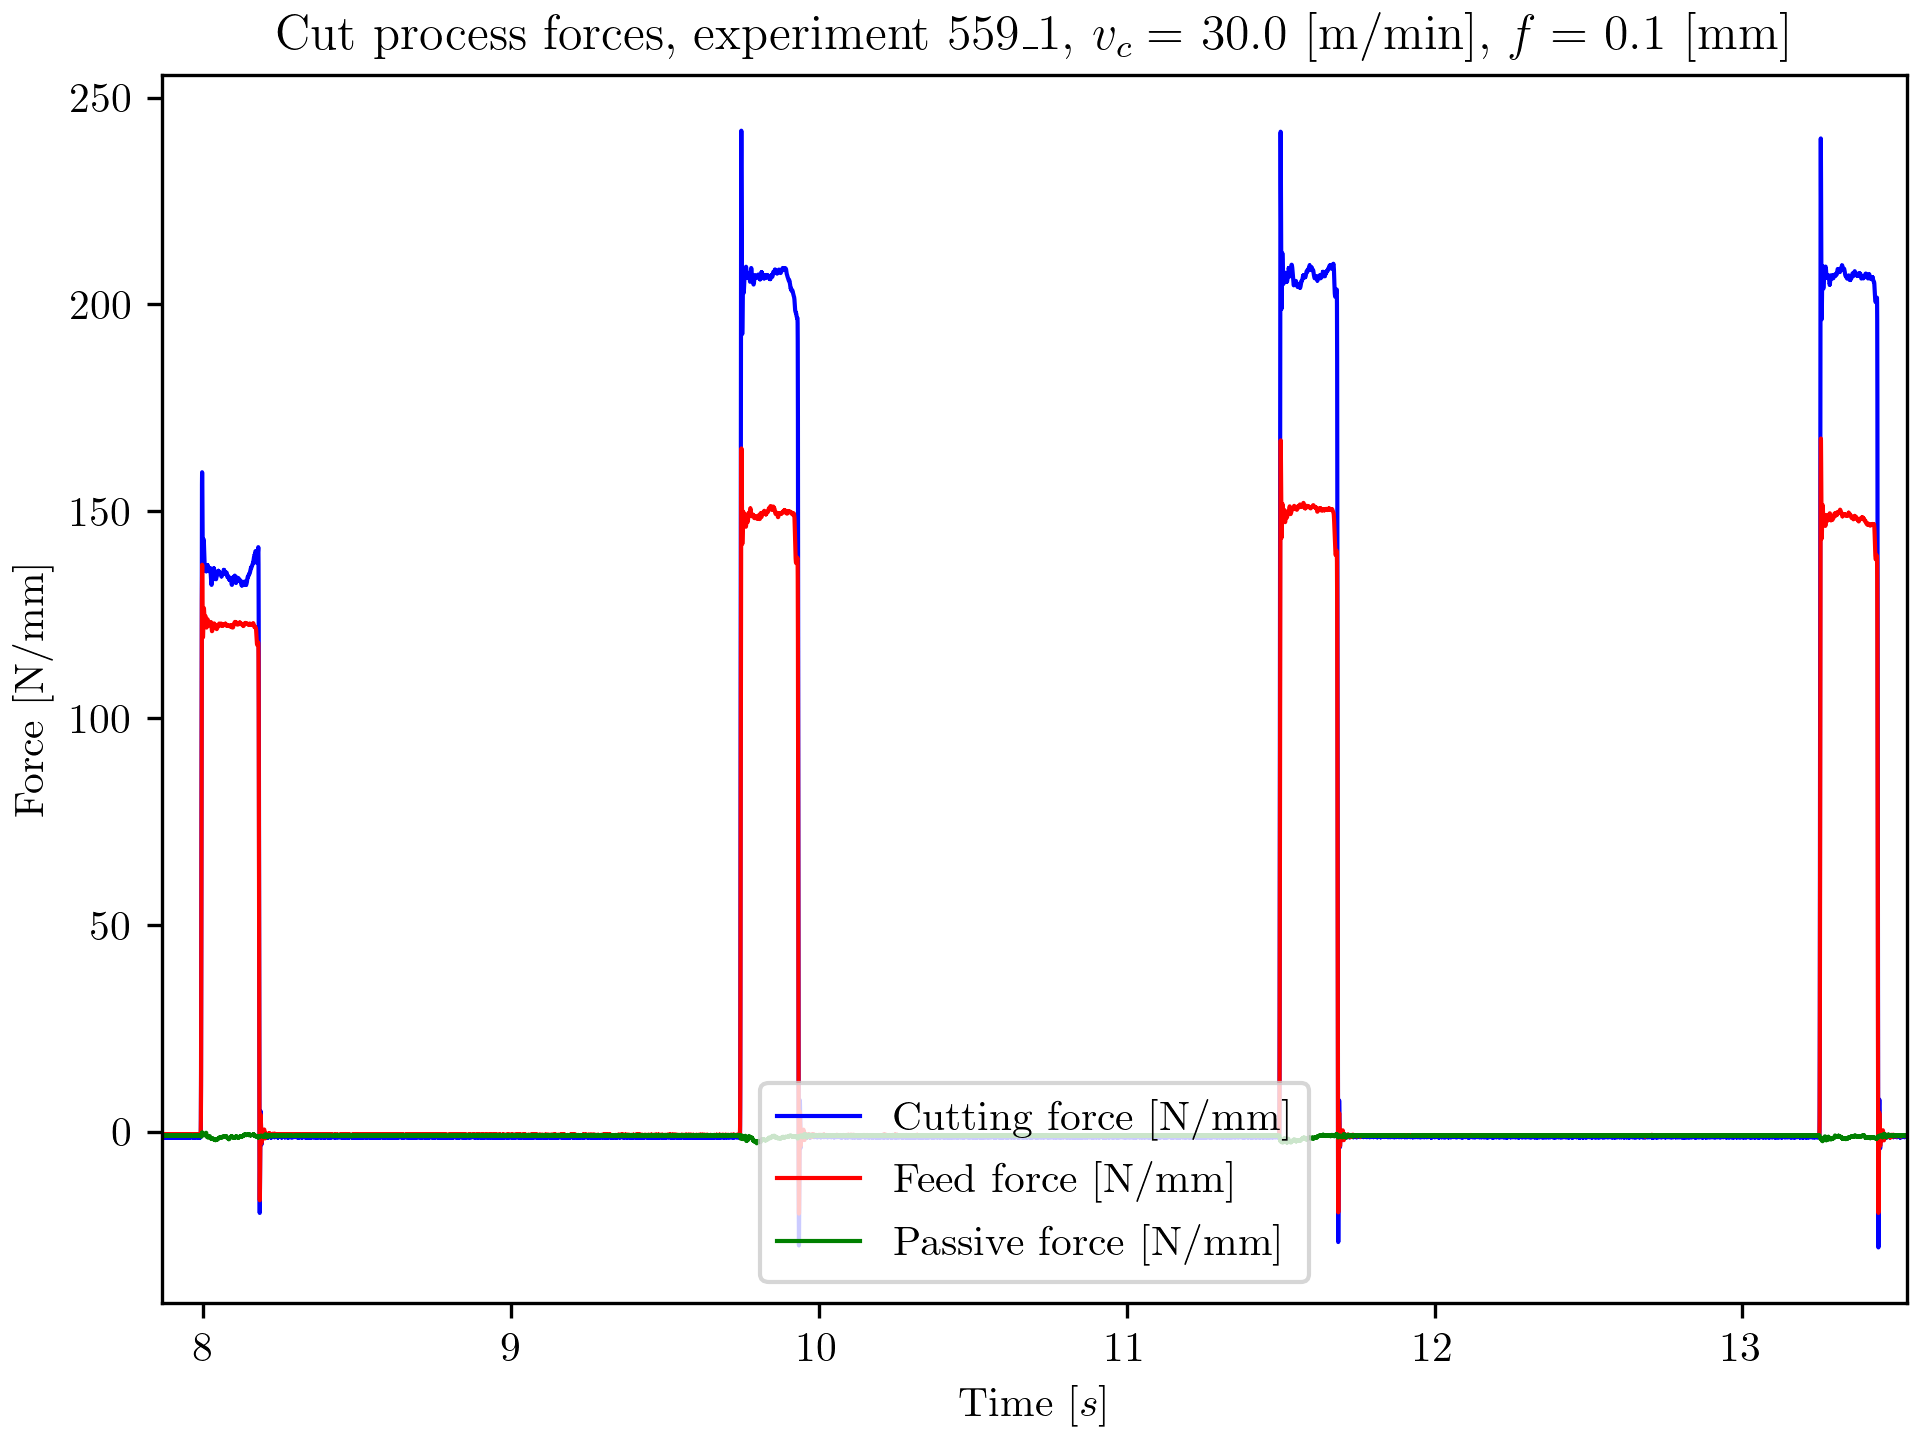 Cut process forces, experiment 559_1, v_c = 30.0 [m/min], f = 0.1 [mm]
250
200
150
100
50
0
Force [N/mm]
Cutting force [N/mm]
Feed force [N/mm]
Passive force [N/mm]
8 9 10 11 12 13
Time [s]